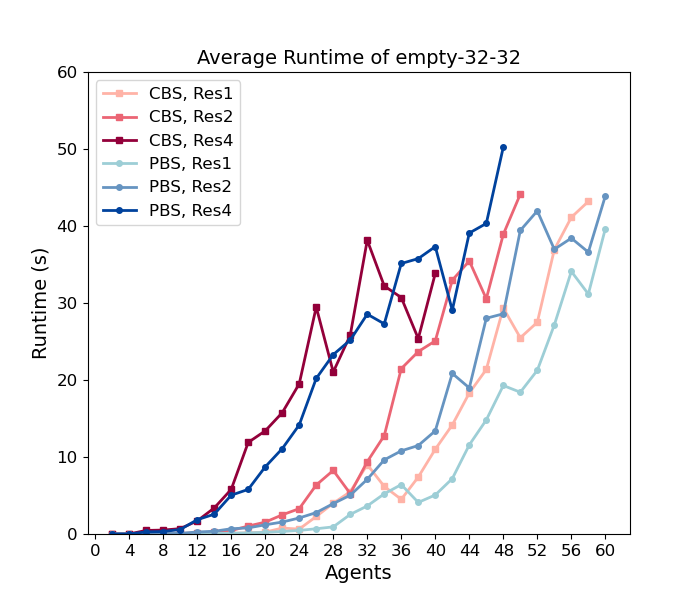 Average Runtime of empty-32-32
60
50
40
30
20
10
0
Runtime (s)
CBS, Res1
CBS, Res2
CBS, Res4
PBS, Res1
PBS, Res2
PBS, Res4
0 4 8 12 16 20 24 28 32 36 40 44 48 52 56 60
Agents